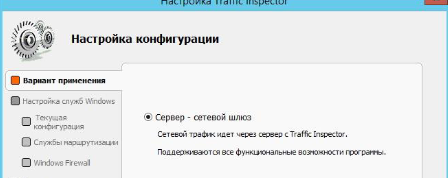 Настройка Traffic Inspector
Настройка конфигурации
Вариант применения
Настройка служб Windows
Текущая
конфигурация
Службы маршрутизации
Windows Firewall
Сервер - сетевой шлюз
Сетевой трафик идет через сервер с Traffic Inspector.
Поддерживаются все функциональные возможности программы.